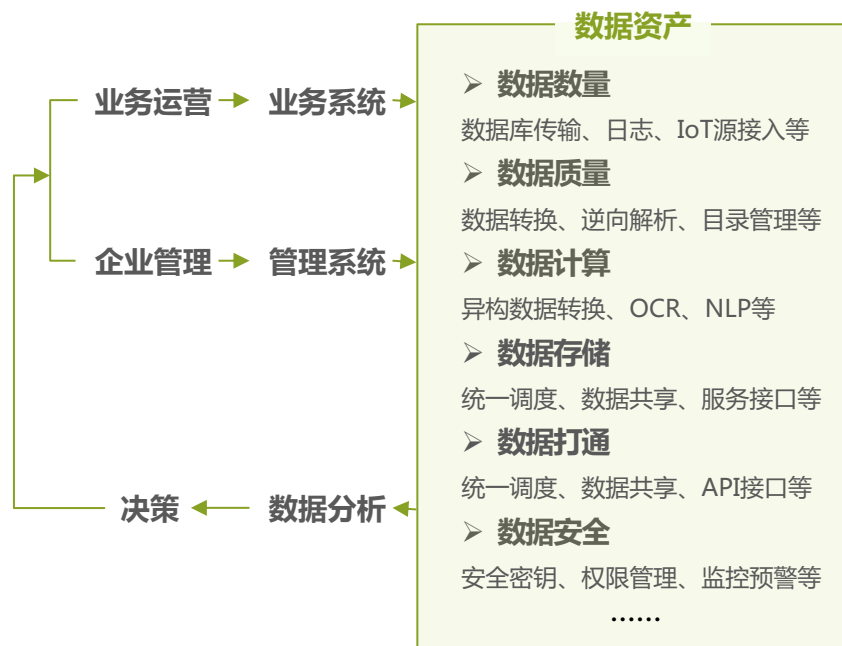 数据资产
业务运营
业务系统
企业管理
管理系统
决策
数据分析
➢ 数据数量
数据库传输、日志、IoT源接入等
➢ 数据质量
数据转换、逆向解析、目录管理等
➢ 数据计算
异构数据转换、OCR、NLP等
➢ 数据存储
统一调度、数据共享、服务接口等
➢ 数据打通
统一调度、数据共享、API接口等
➢ 数据安全
安全密钥、权限管理、监控预警等
......